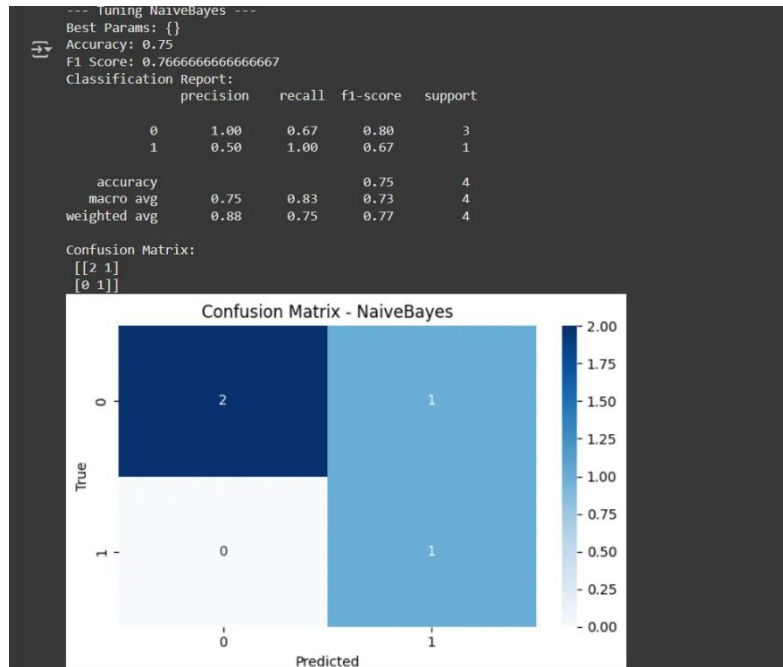 --- Tuning NaiveBayes ---
Best Params: {}
Accuracy: 0.75
F1 Score: 0.7666666666666667
Classification Report:
precision recall f1-score support
0 1.00 0.67 0.80 3
1 0.50 1.00 0.67 1
accuracy 0.75 4
macro avg 0.75 0.83 0.73 4
weighted avg 0.88 0.75 0.77 4
Confusion Matrix:
[[2 1]
[0 1]]
Confusion Matrix - NaiveBayes
2.00
1.75
1.50
1.25
1.00
0.75
0.50
0.25
0.00
True
0
1
2 1
0 1
0 1
Predicted